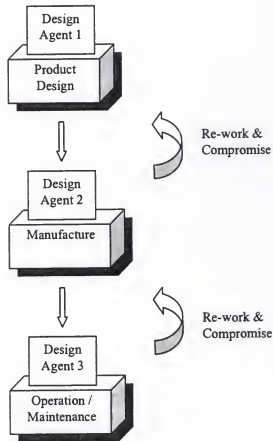 Design
Agent 1
Product
Design
Re-work &
Compromise
Design
Agent 2
Manufacture
Re-work &
Compromise
Design
Agent 3
Operation /
Maintenance